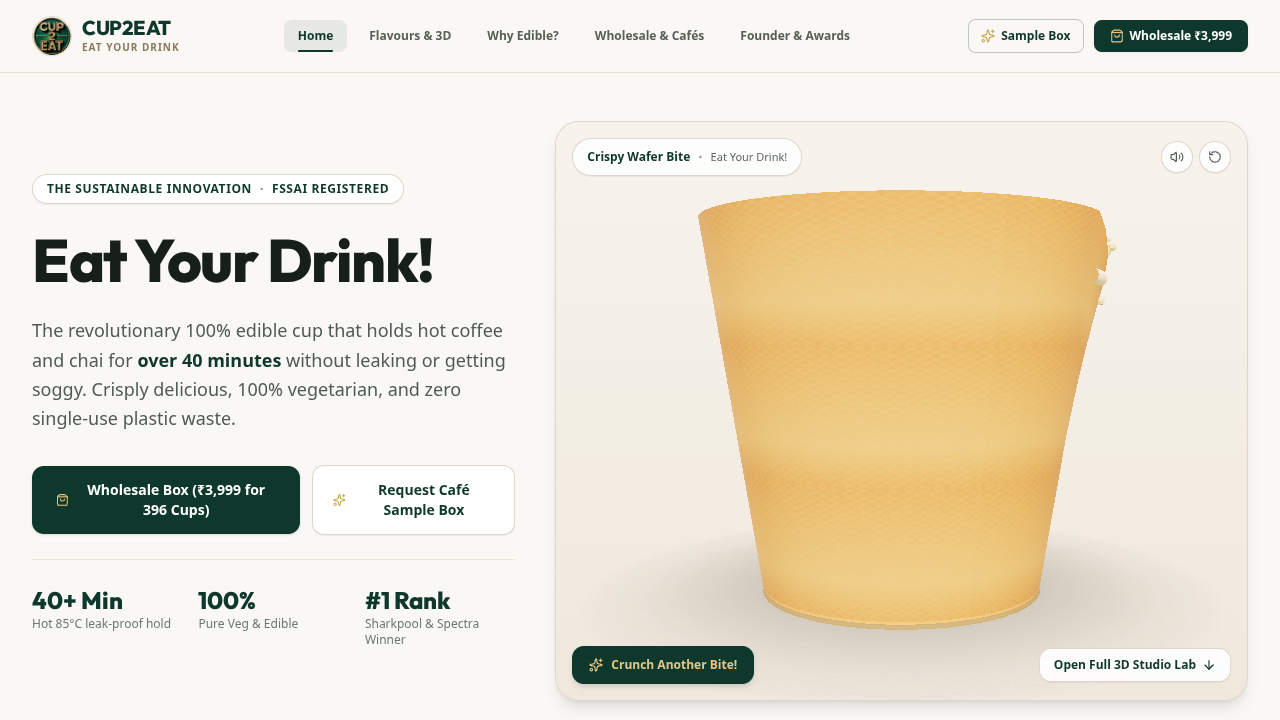 CUP
2
EAT
CUP2EAT
EAT YOUR DRINK
Home
Flavours & 3D
Why Edible?
Wholesale & Cafés
Founder & Awards
Sample Box
Wholesale ₹3,999
THE SUSTAINABLE INNOVATION · FSSAI REGISTERED
Eat Your Drink!
The revolutionary 100% edible cup that holds hot coffee
and chai for over 40 minutes without leaking or getting
soggy. Crisply delicious, 100% vegetarian, and zero
single-use plastic waste.
Wholesale Box (₹3,999 for
396 Cups)
Request Café
Sample Box
40+ Min
Hot 85°C leak-proof hold
100%
Pure Veg & Edible
#1 Rank
Sharkpool & Spectra
Winner
Crispy Wafer Bite · Eat Your Drink!
Crunch Another Bite!
Open Full 3D Studio Lab